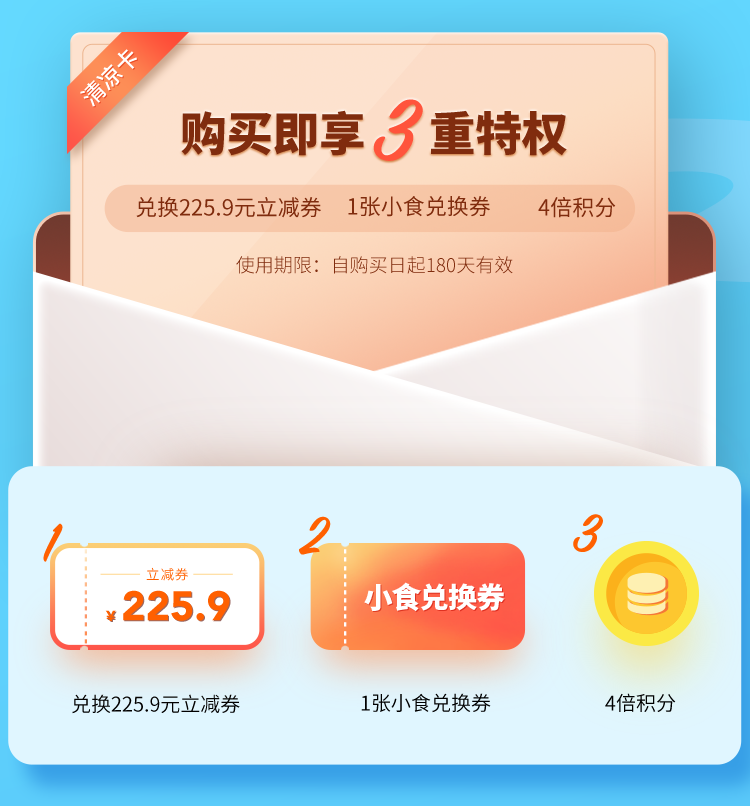 清凉卡
购买即享3重特权
兑换225.9元立减券 1张小食兑换券 4倍积分
使用期限：自购买日起180天有效
1 2 3
立减券
¥225.9
小食兑换券
兑换225.9元立减券 1张小食兑换券 4倍积分